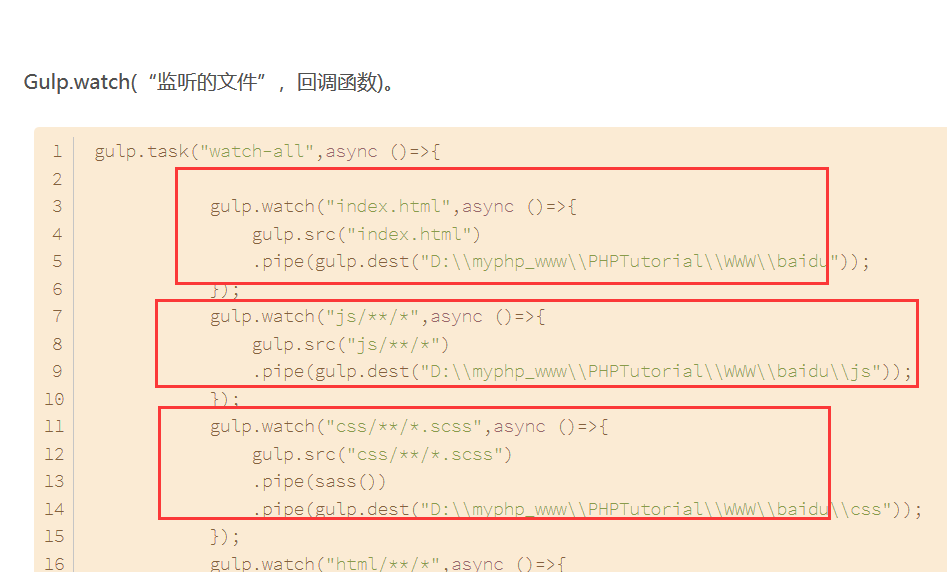 Gulp.watch(“监听的文件”，回调函数)。
1 gulp.task("watch-all",async ()=>{
2
3 gulp.watch("index.html",async ()=>{
4 gulp.src("index.html")
5 .pipe(gulp.dest("D:\\myphp_www\\PHPTutorial\\WWW\\baidu"));
6 });
7 gulp.watch("js/**/*",async ()=>{
8 gulp.src("js/**/*")
9 .pipe(gulp.dest("D:\\myphp_www\\PHPTutorial\\WWW\\baidu\\js"));
10 });
11 gulp.watch("css/**/*.scss",async ()=>{
12 gulp.src("css/**/*.scss")
13 .pipe(sass())
14 .pipe(gulp.dest("D:\\myphp_www\\PHPTutorial\\WWW\\baidu\\css"));
15 });
16 gulp.watch("html/**/*",async ()=>{